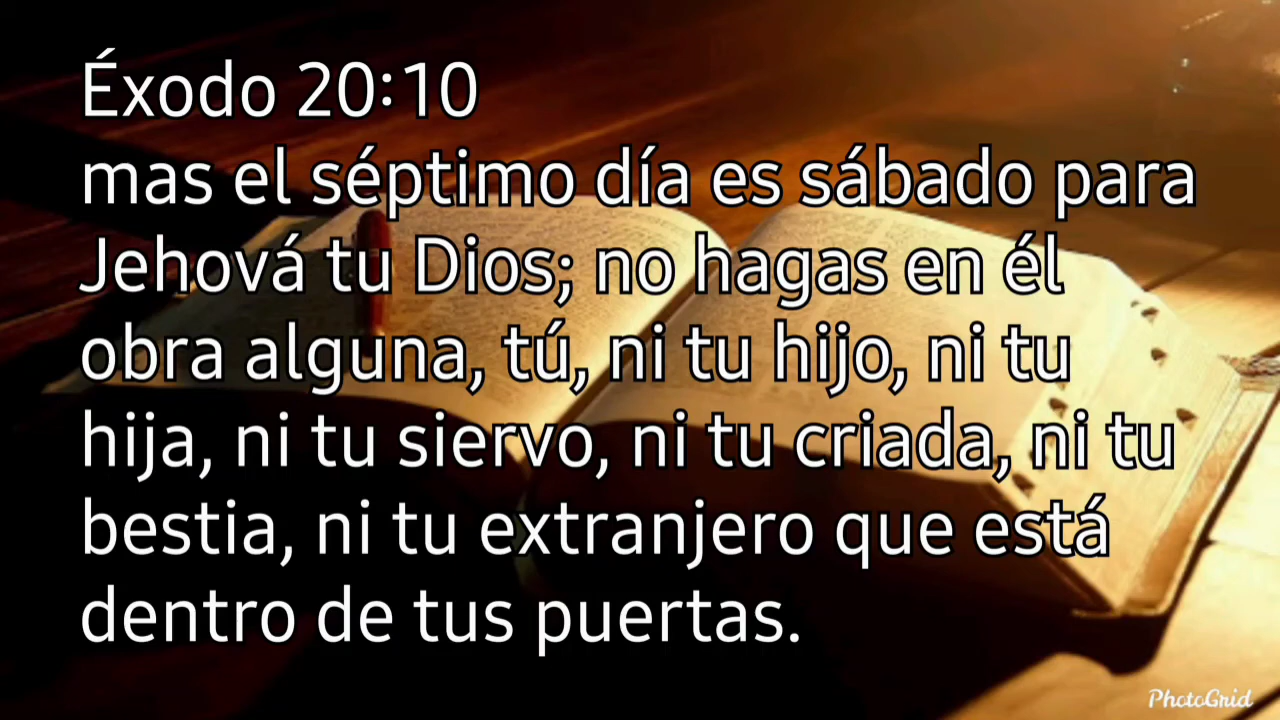 Éxodo 20:10
mas el séptimo día es sábado para
Jehová tu Dios; no hagas en él
obra alguna, tú, ni tu hijo, ni tu
hija, ni tu siervo, ni tu criada, ni tu
bestia, ni tu extranjero que está
dentro de tus puertas.
PhotoGrid